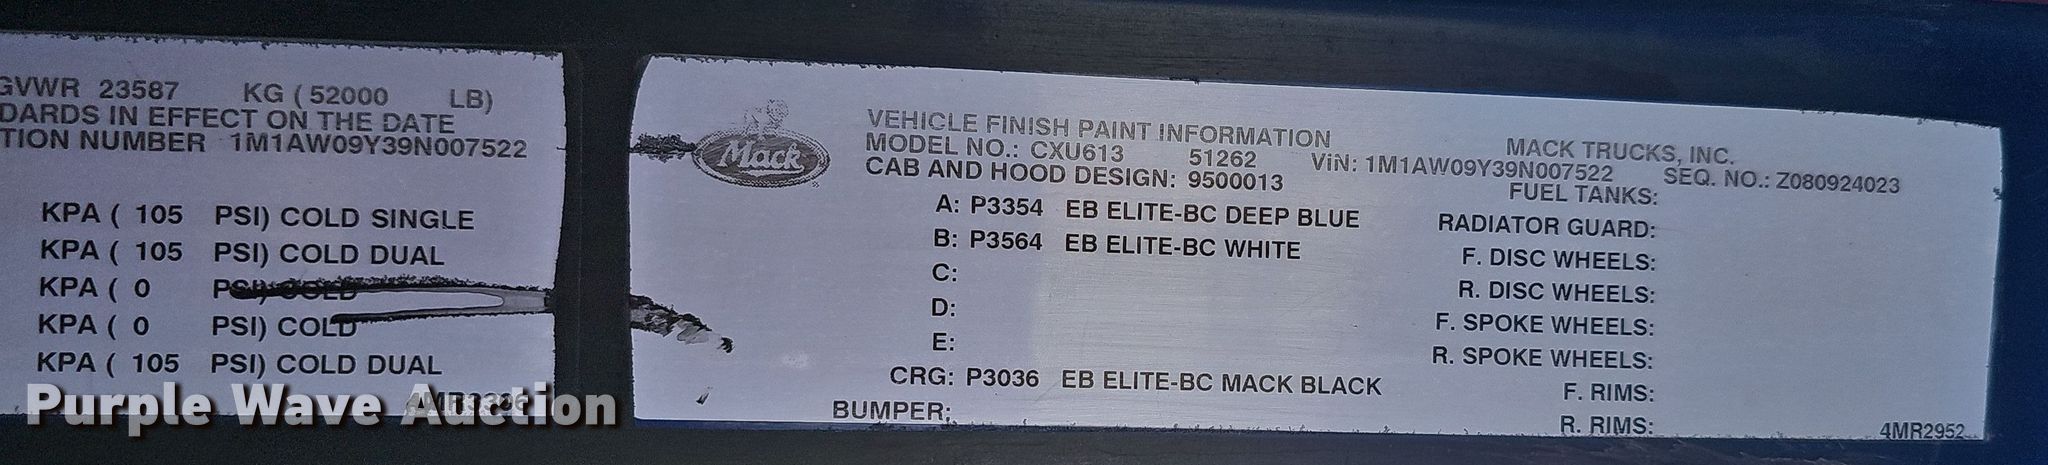 GVWR 23587 KG ( 52000 LB)
DARDS IN EFFECT ON THE DATE
TION NUMBER 1M1AW09Y39N007522
KPA ( 105 PSI) COLD SINGLE
KPA ( 105 PSI) COLD DUAL
KPA ( 0 PSI) COLD
KPA ( 0 PSI) COLD
KPA ( 105 PSI) COLD DUAL
Purple Wave Auction
Mack
VEHICLE FINISH PAINT INFORMATION MACK TRUCKS, INC.
MODEL NO.: CXU613 51262 ViN: 1M1AW09Y39N007522 SEQ. NO.: Z080924023
CAB AND HOOD DESIGN: 9500013 FUEL TANKS:
A: P3354 EB ELITE-BC DEEP BLUE RADIATOR GUARD:
B: P3564 EB ELITE-BC WHITE F. DISC WHEELS:
C: R. DISC WHEELS:
D: F. SPOKE WHEELS:
E: R. SPOKE WHEELS:
CRG: P3036 EB ELITE-BC MACK BLACK F. RIMS:
BUMPER: R. RIMS:
4MR2952